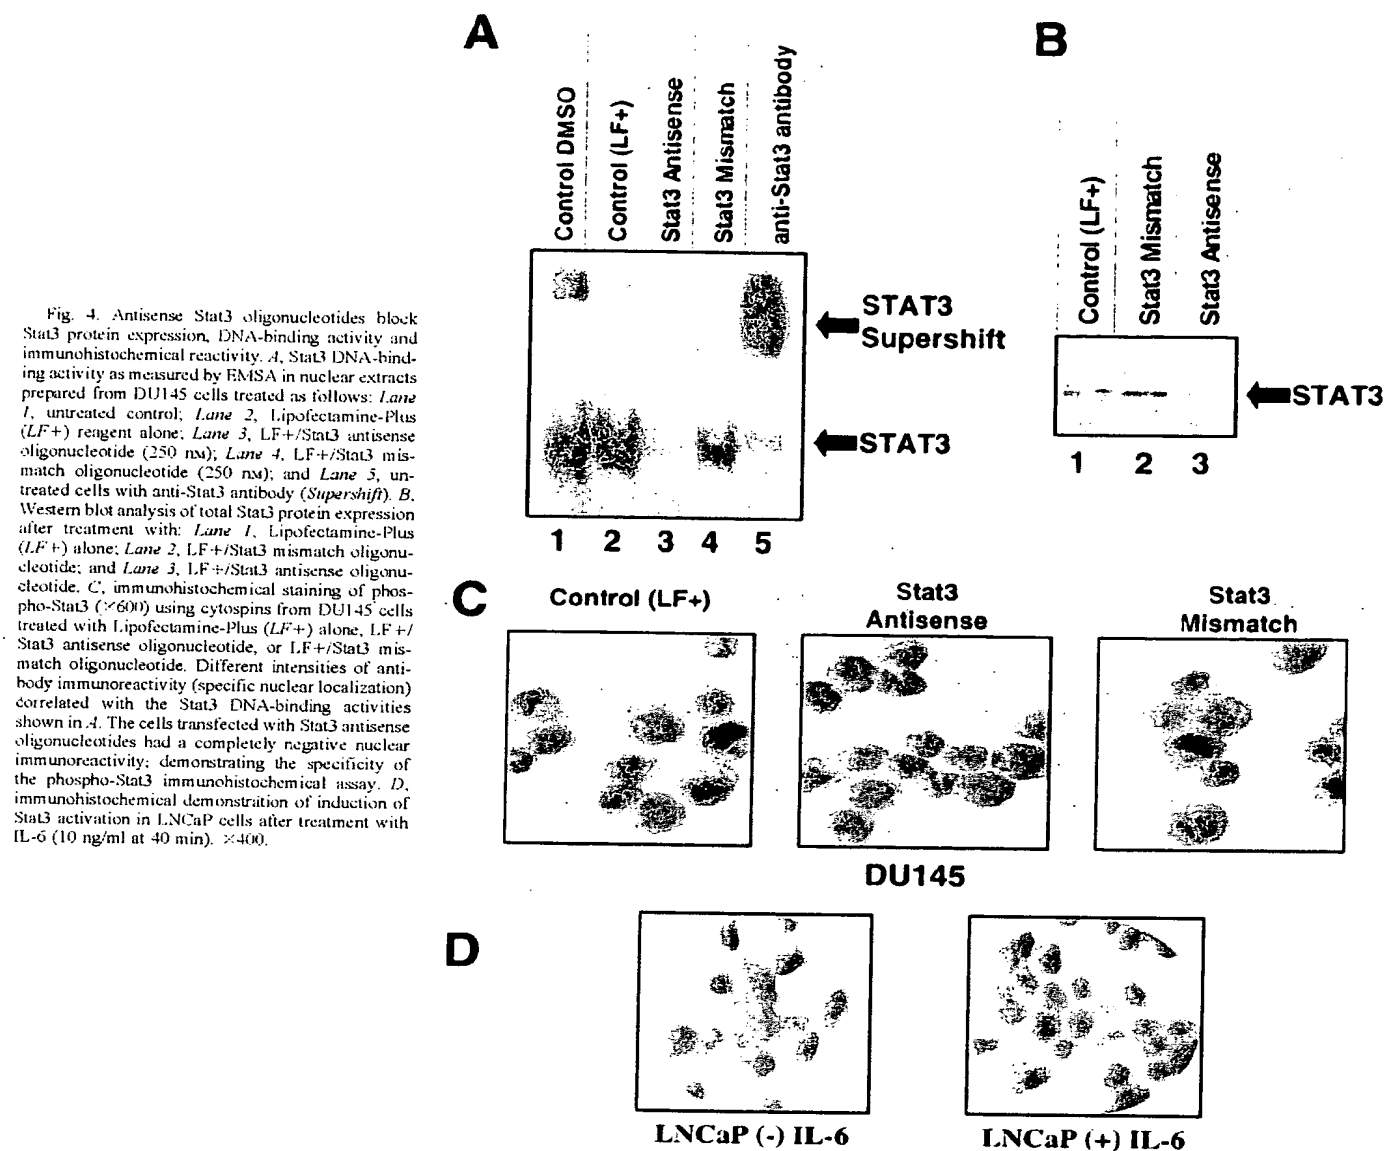 Fig. 4. Antisense Stat3 oligonucleotides block
Stat3 protein expression, DNA-binding activity and
immunohistochemical reactivity. A, Stat3 DNA-bind-
ing activity as measured by EMSA in nuclear extracts
prepared from DU145 cells treated as follows: Lane
1, untreated control; Lane 2, Lipofectamine-Plus
(LF+) reagent alone; Lane 3, LF+/Stat3 antisense
oligonucleotide (250 nM); Lane 4, LF+/Stat3 mis-
match oligonucleotide (250 nM); and Lane 5, un-
treated cells with anti-Stat3 antibody (Supershift). B,
Western blot analysis of total Stat3 protein expression
after treatment with: Lane 1, Lipofectamine-Plus
(LF+) alone; Lane 2, LF+/Stat3 mismatch oligonu-
cleotide; and Lane 3, LF+/Stat3 antisense oligonu-
cleotide. C, immunohistochemical staining of phos-
pho-Stat3 (×600) using cytospins from DU145 cells
treated with Lipofectamine-Plus (LF+) alone, LF+/
Stat3 antisense oligonucleotide, or LF+/Stat3 mis-
match oligonucleotide. Different intensities of anti-
body immunoreactivity (specific nuclear localization)
correlated with the Stat3 DNA-binding activities
shown in A. The cells transfected with Stat3 antisense
oligonucleotides had a completely negative nuclear
immunoreactivity; demonstrating the specificity of
the phospho-Stat3 immunohistochemical assay. D,
immunohistochemical demonstration of induction of
Stat3 activation in LNCaP cells after treatment with
IL-6 (10 ng/ml at 40 min). ×400.
A
Control DMSO
Control (LF+)
Stat3 Antisense
Stat3 Mismatch
anti-Stat3 antibody
STAT3
Supershift
STAT3
1 2 3 4 5
B
Control (LF+)
Stat3 Mismatch
Stat3 Antisense
STAT3
1 2 3
C
Control (LF+)
Stat3
Antisense
Stat3
Mismatch
DU145
D
LNCaP (-) IL-6
LNCaP (+) IL-6